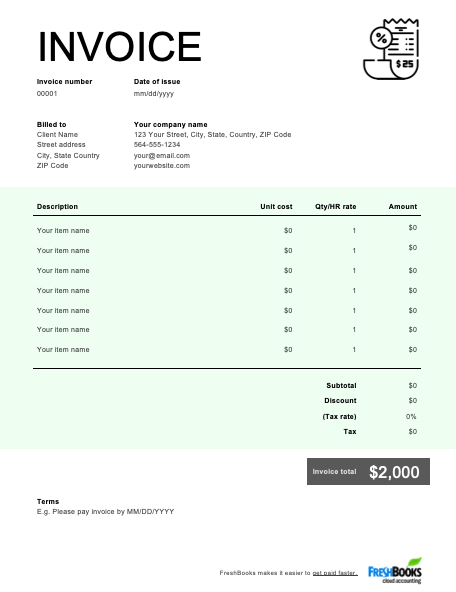 INVOICE
%
$25
Invoice number Date of issue
00001 mm/dd/yyyy
Billed to Your company name
Client Name 123 Your Street, City, State, Country, ZIP Code
Street address 564-555-1234
City, State Country your@email.com
ZIP Code yourwebsite.com
Description Unit cost Qty/HR rate Amount
Your item name $0 1 $0
Your item name $0 1 $0
Your item name $0 1 $0
Your item name $0 1 $0
Your item name $0 1 $0
Your item name $0 1 $0
Your item name $0 1 $0
Subtotal $0
Discount $0
(Tax rate) 0%
Tax $0
Invoice total $2,000
Terms
E.g. Please pay invoice by MM/DD/YYYY
FreshBooks makes it easier to get paid faster.
FRESHBOOKS
cloud accounting